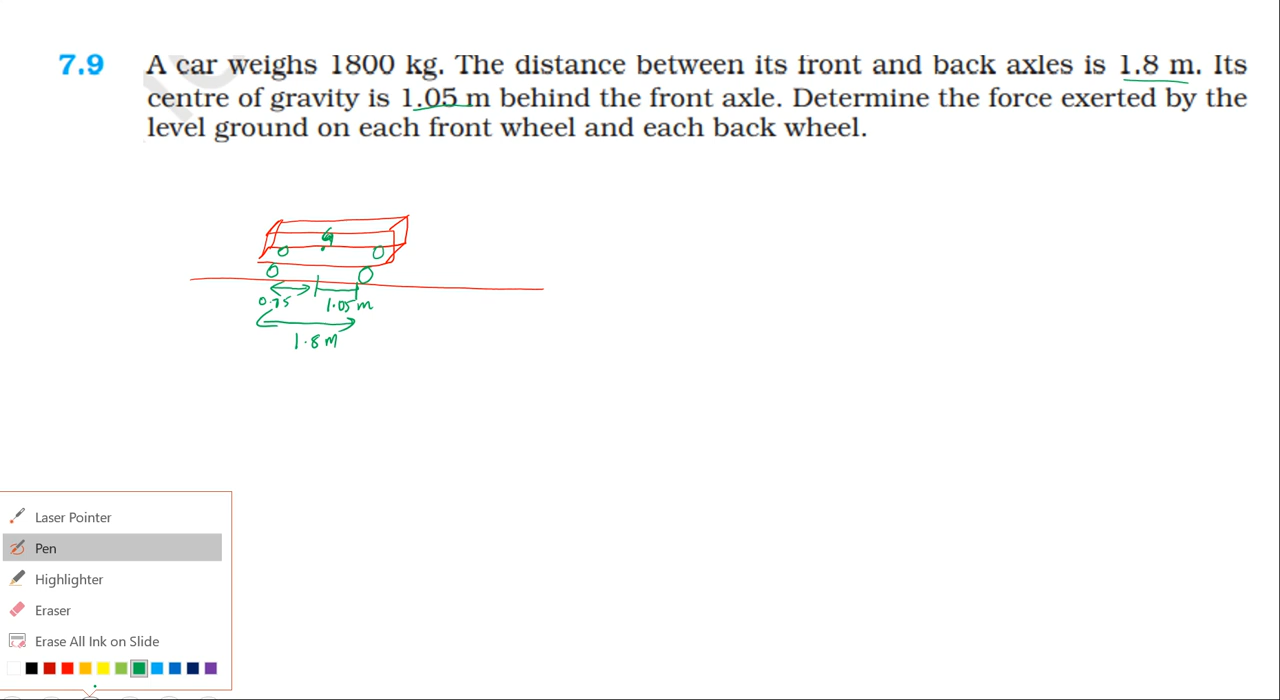 7.9 A car weighs 1800 kg. The distance between its front and back axles is 1.8 m. Its
centre of gravity is 1.05 m behind the front axle. Determine the force exerted by the
level ground on each front wheel and each back wheel.
G
0.75 1.05 m
1.8 m
Laser Pointer
Pen
Highlighter
Eraser
Erase All Ink on Slide